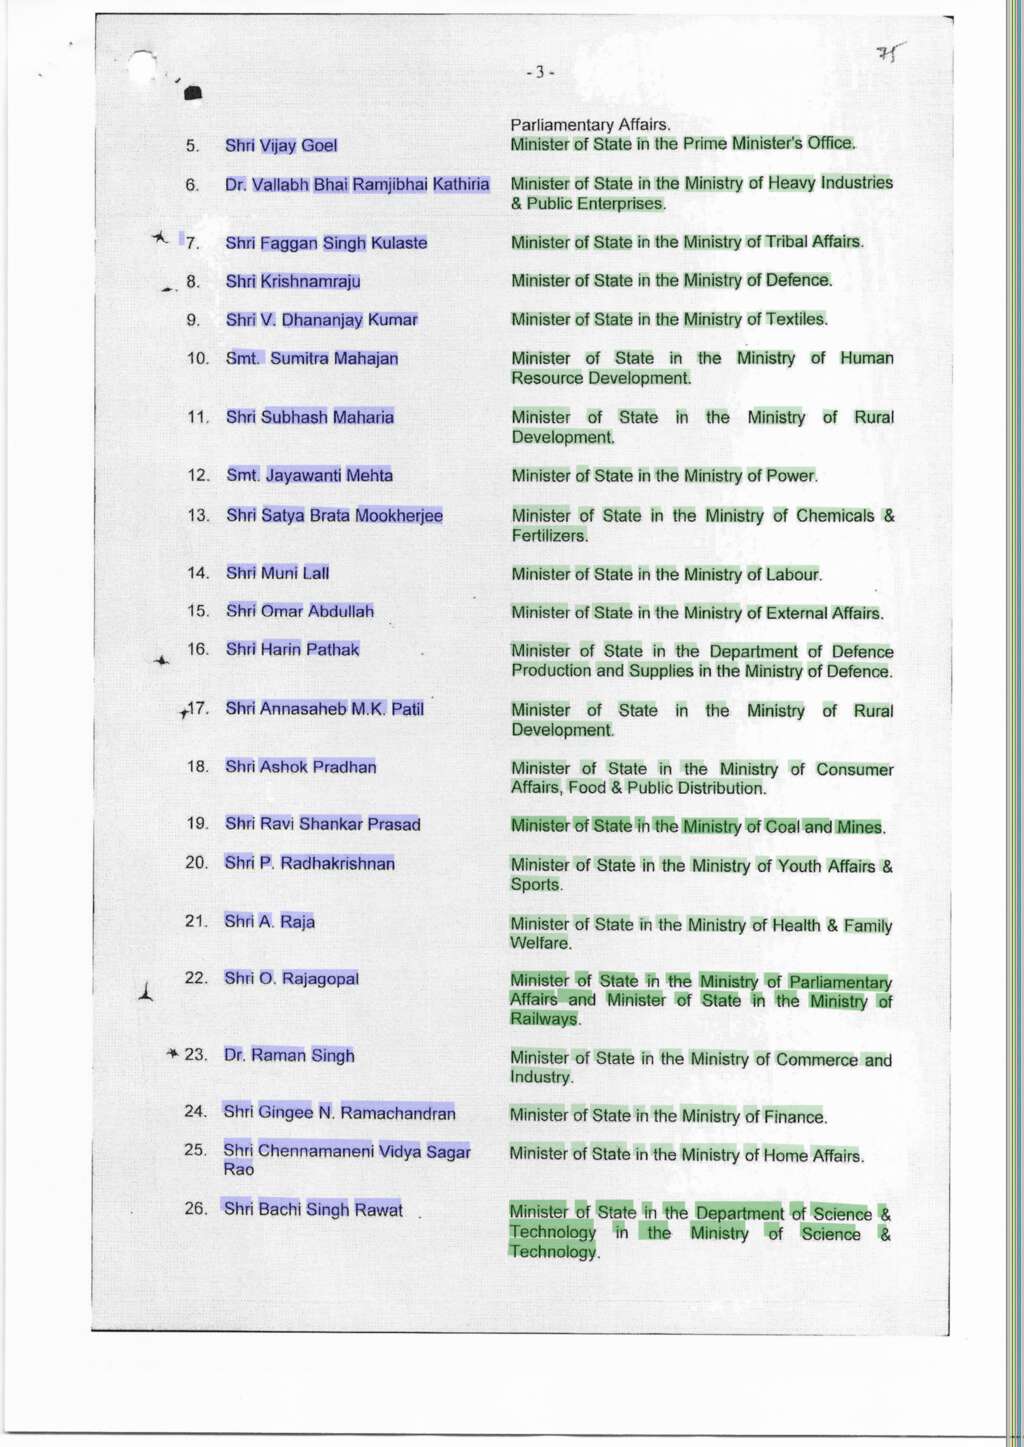 -3-
75
Parliamentary Affairs.
5. Shri Vijay Goel Minister of State in the Prime Minister's Office.
6. Dr. Vallabh Bhai Ramjibhai Kathiria Minister of State in the Ministry of Heavy Industries
& Public Enterprises.
7. Shri Faggan Singh Kulaste Minister of State in the Ministry of Tribal Affairs.
8. Shri Krishnamraju Minister of State in the Ministry of Defence.
9. Shri V. Dhananjay Kumar Minister of State in the Ministry of Textiles.
10. Smt. Sumitra Mahajan Minister of State in the Ministry of Human
Resource Development.
11. Shri Subhash Maharia Minister of State in the Ministry of Rural
Development.
12. Smt. Jayawanti Mehta Minister of State in the Ministry of Power.
13. Shri Satya Brata Mookherjee Minister of State in the Ministry of Chemicals &
Fertilizers.
14. Shri Muni Lall Minister of State in the Ministry of Labour.
15. Shri Omar Abdullah Minister of State in the Ministry of External Affairs.
16. Shri Harin Pathak Minister of State in the Department of Defence
Production and Supplies in the Ministry of Defence.
17. Shri Annasaheb M.K. Patil Minister of State in the Ministry of Rural
Development.
18. Shri Ashok Pradhan Minister of State in the Ministry of Consumer
Affairs, Food & Public Distribution.
19. Shri Ravi Shankar Prasad Minister of State in the Ministry of Coal and Mines.
20. Shri P. Radhakrishnan Minister of State in the Ministry of Youth Affairs &
Sports.
21. Shri A. Raja Minister of State in the Ministry of Health & Family
Welfare.
22. Shri O. Rajagopal Minister of State in the Ministry of Parliamentary
Affairs and Minister of State in the Ministry of
Railways.
23. Dr. Raman Singh Minister of State in the Ministry of Commerce and
Industry.
24. Shri Gingee N. Ramachandran Minister of State in the Ministry of Finance.
25. Shri Chennamaneni Vidya Sagar Minister of State in the Ministry of Home Affairs.
Rao
26. Shri Bachi Singh Rawat Minister of State in the Department of Science &
Technology in the Ministry of Science &
Technology.